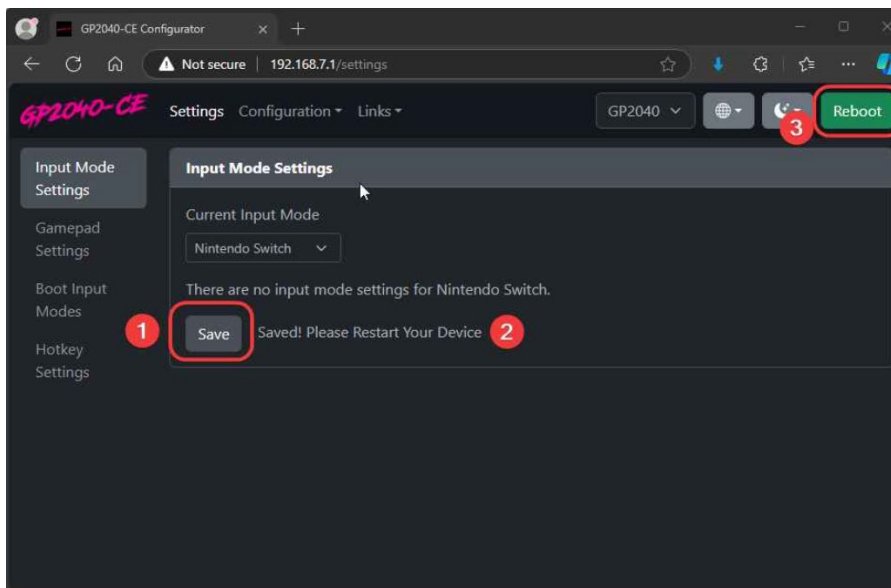 GP2040-CE Configurator
Not secure | 192.168.7.1/settings
GP2040-CE Settings Configuration Links GP2040 Reboot
3
Input Mode
Settings
Gamepad
Settings
Boot Input
Modes
Hotkey
Settings
Input Mode Settings
Current Input Mode
Nintendo Switch
There are no input mode settings for Nintendo Switch.
1 Save Saved! Please Restart Your Device 2